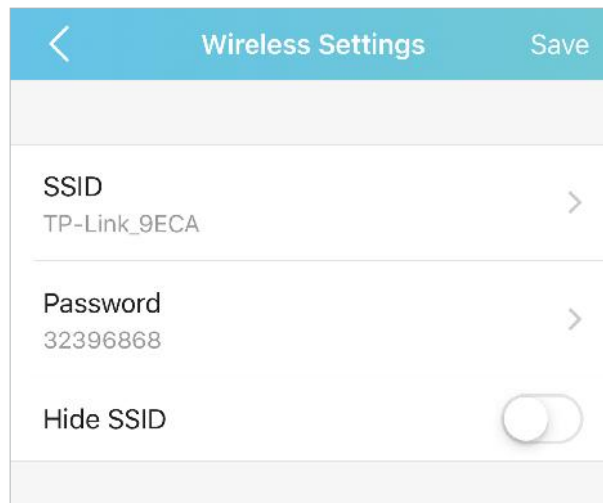 Wireless Settings Save
SSID
TP-Link_9ECA
Password
32396868
Hide SSID